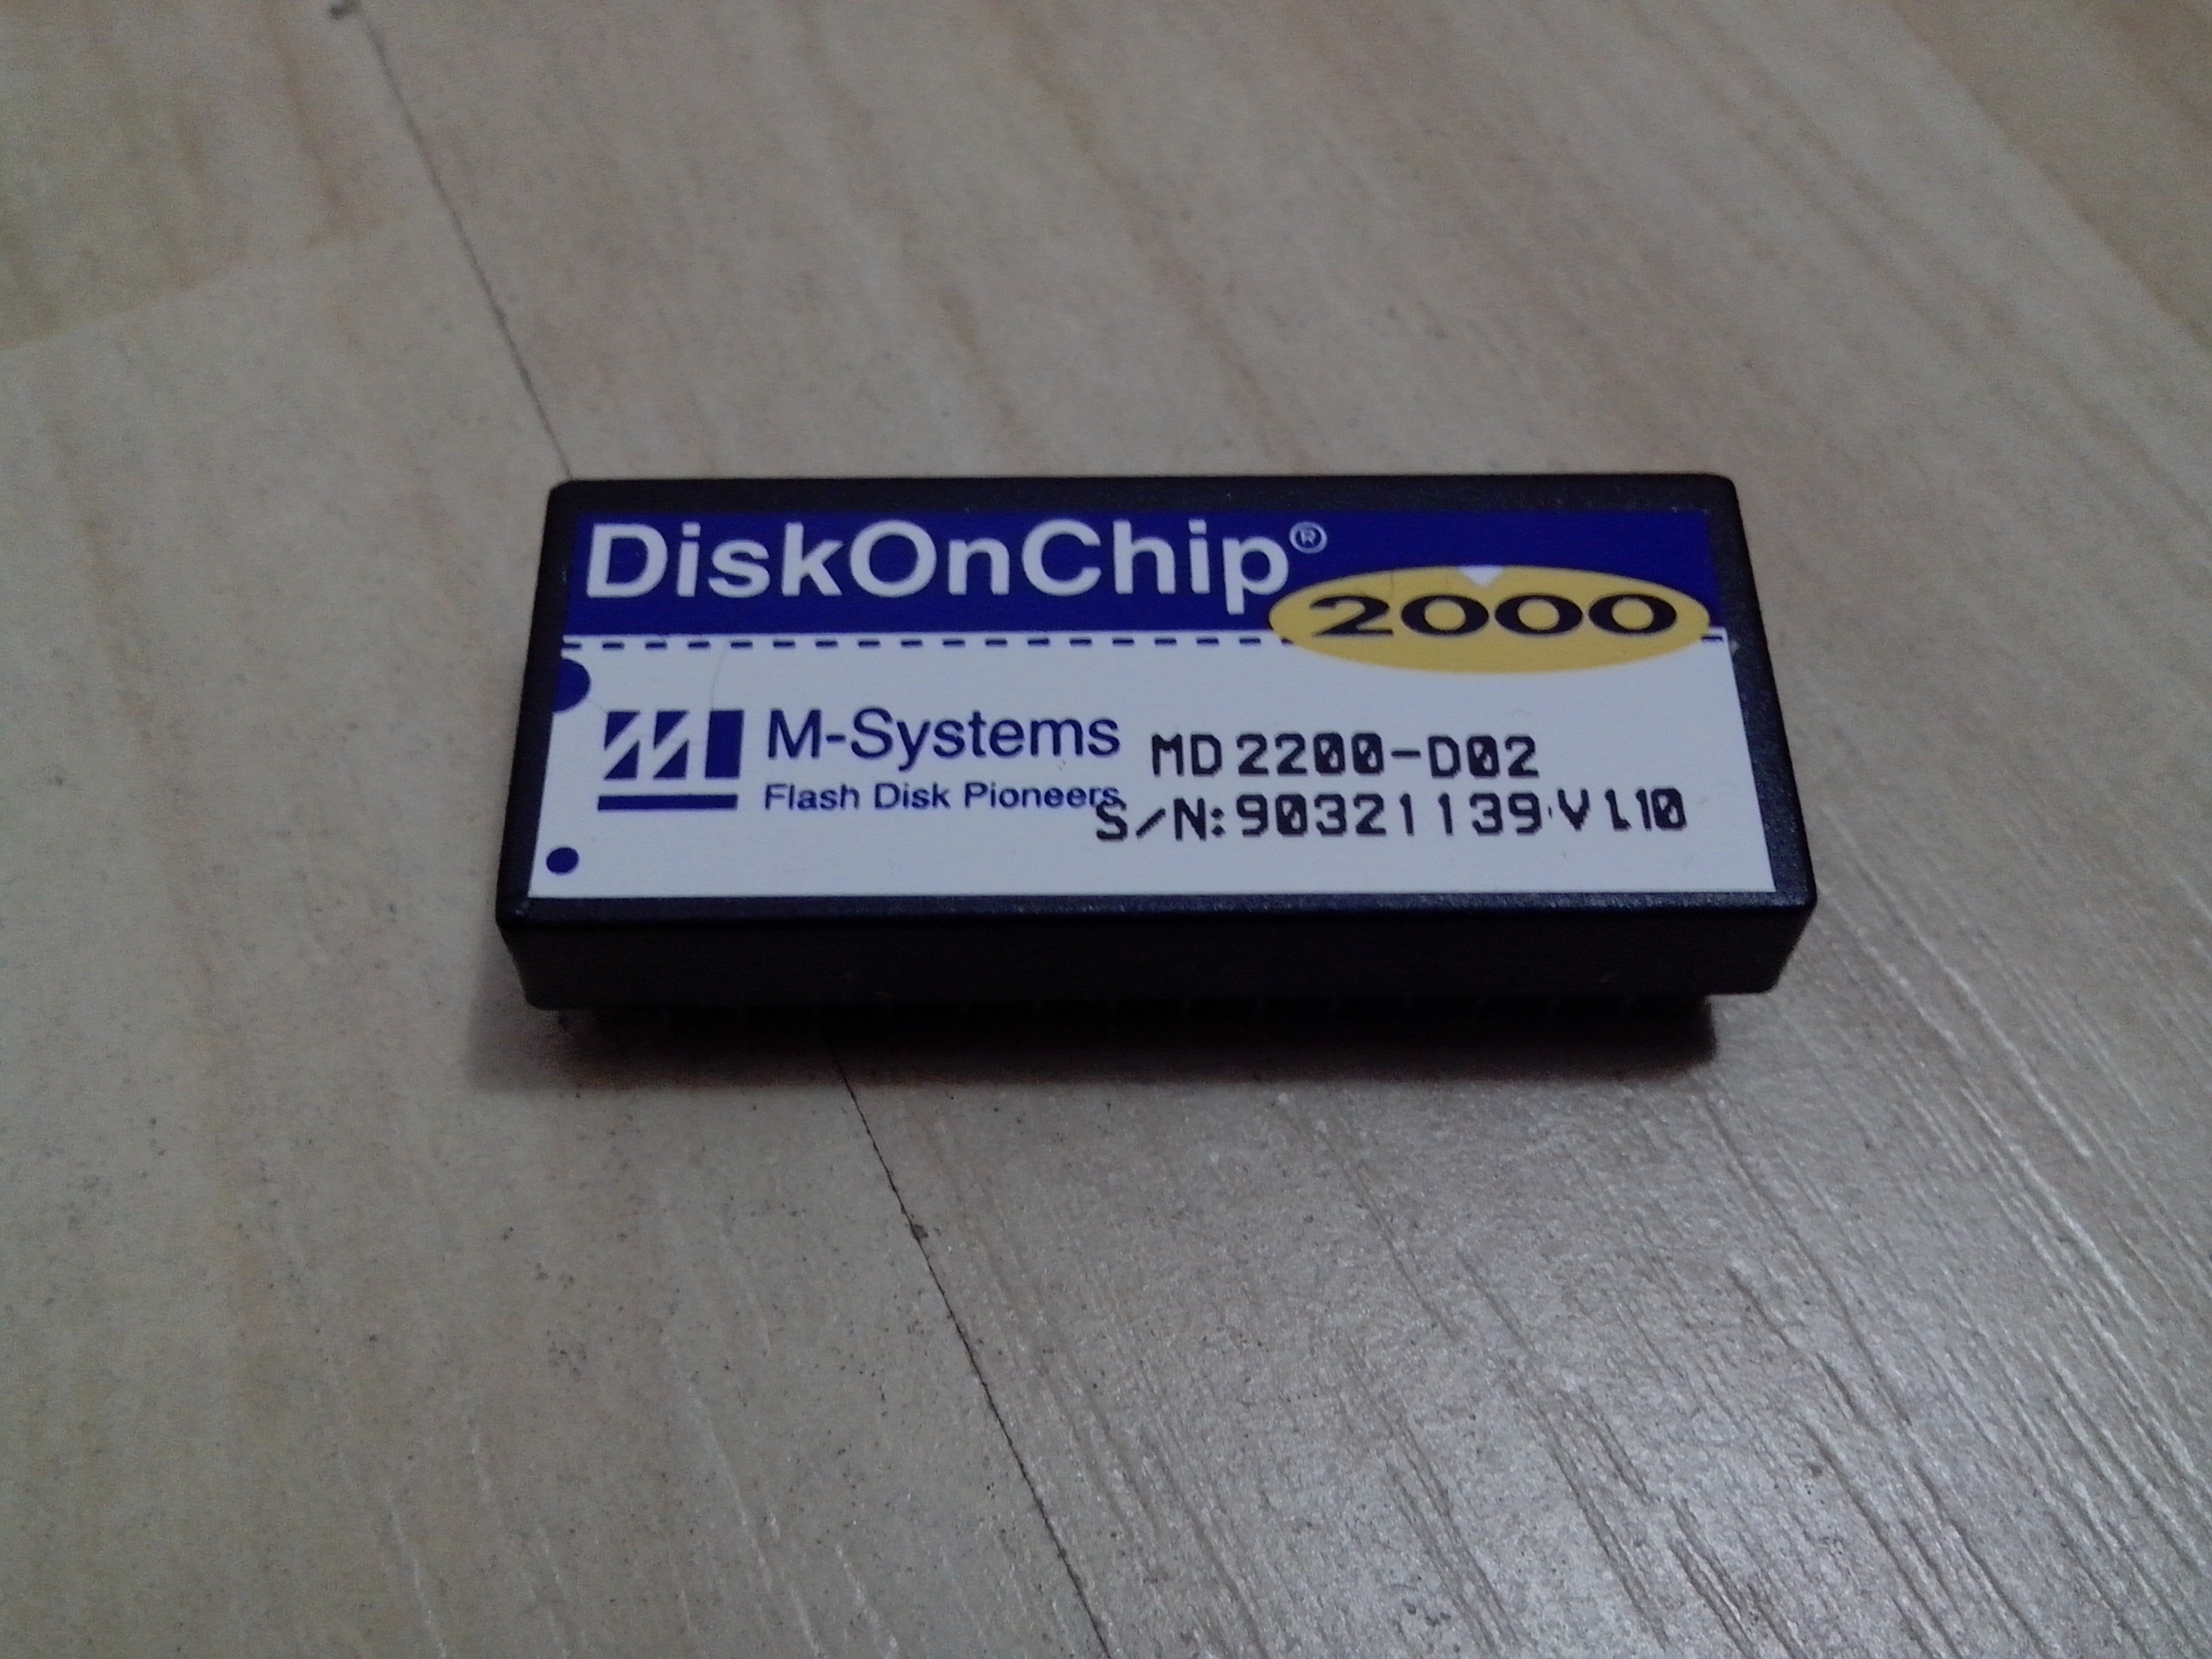 DiskOnChip®
2000
M-Systems
Flash Disk Pioneers
MD2200-D02
S/N:90321139 V1.10